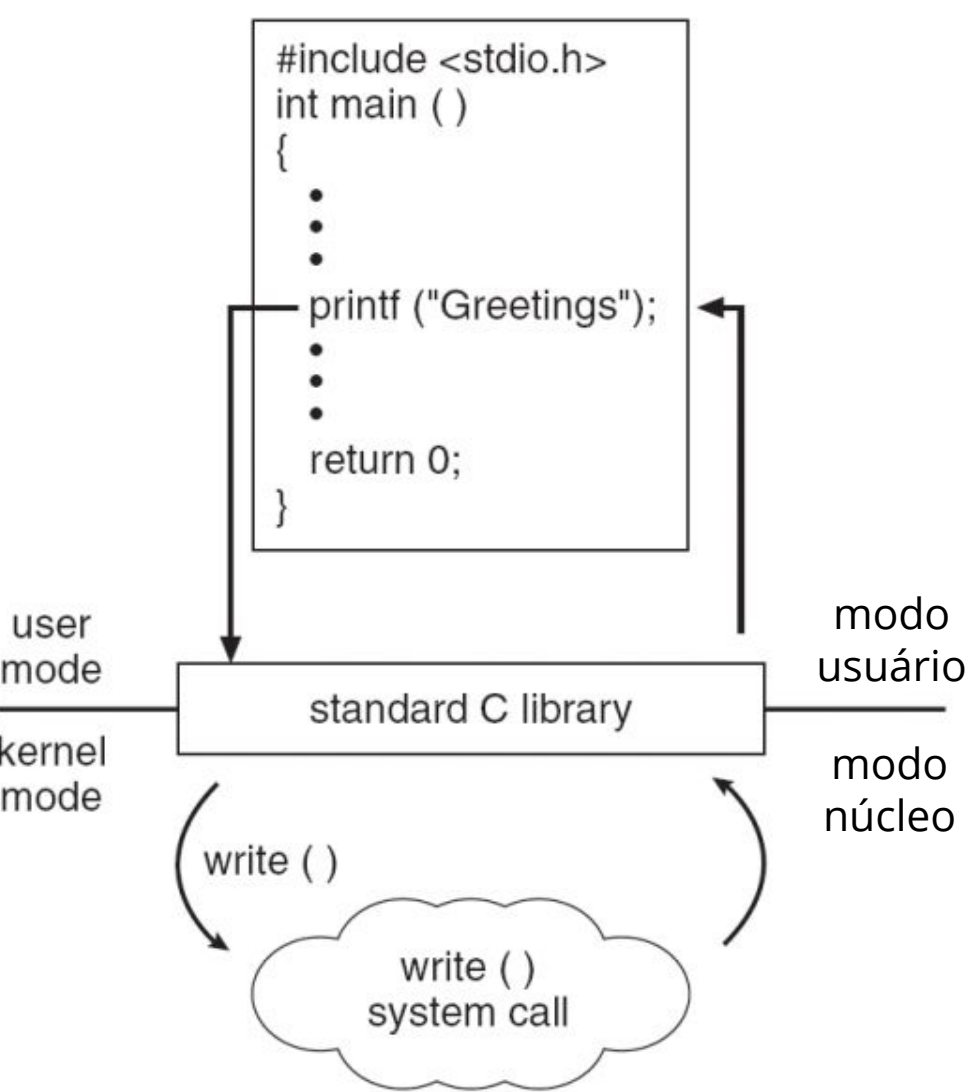 #include <stdio.h>
int main ( )
{
•
•
•
printf ("Greetings");
•
•
•
return 0;
}
user
mode
modo
usuário
standard C library
kernel
mode
modo
núcleo
write ( )
write ( )
system call